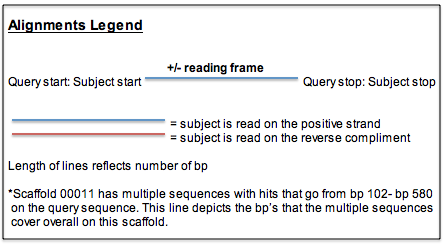 Alignments Legend
+/- reading frame
Query start: Subject start
Query stop: Subject stop
= subject is read on the positive strand
= subject is read on the reverse compliment
Length of lines reflects number of bp
*Scaffold 00011 has multiple sequences with hits that go from bp 102- bp 580
on the query sequence. This line depicts the bp's that the multiple sequences
cover overall on this scaffold.